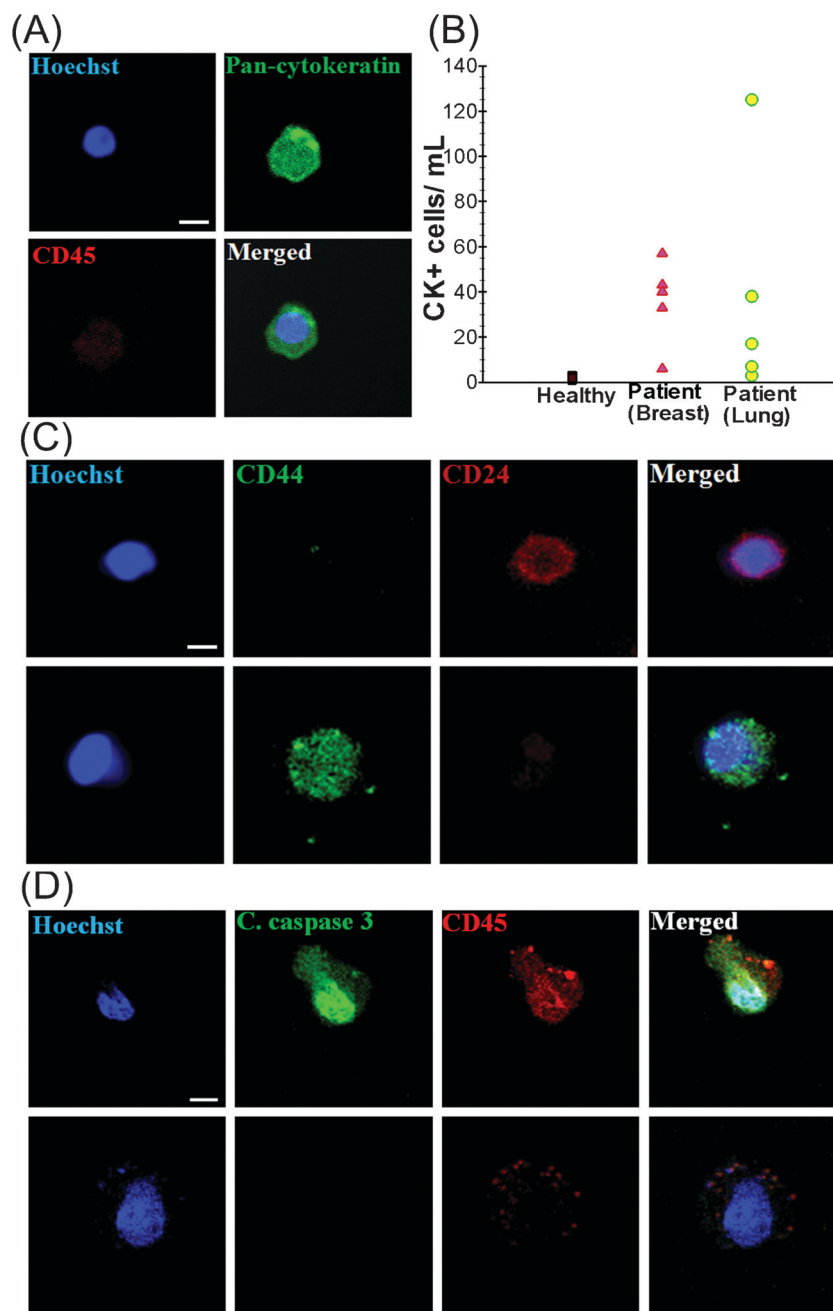 (A)
Hoechst
Pan-cytokeratin
CD45
Merged
(B)
140
120
100
80
60
40
20
0
CK+ cells/ mL
Healthy
Patient
(Breast)
Patient
(Lung)
(C)
Hoechst
CD44
CD24
Merged
(D)
Hoechst
C. caspase 3
CD45
Merged